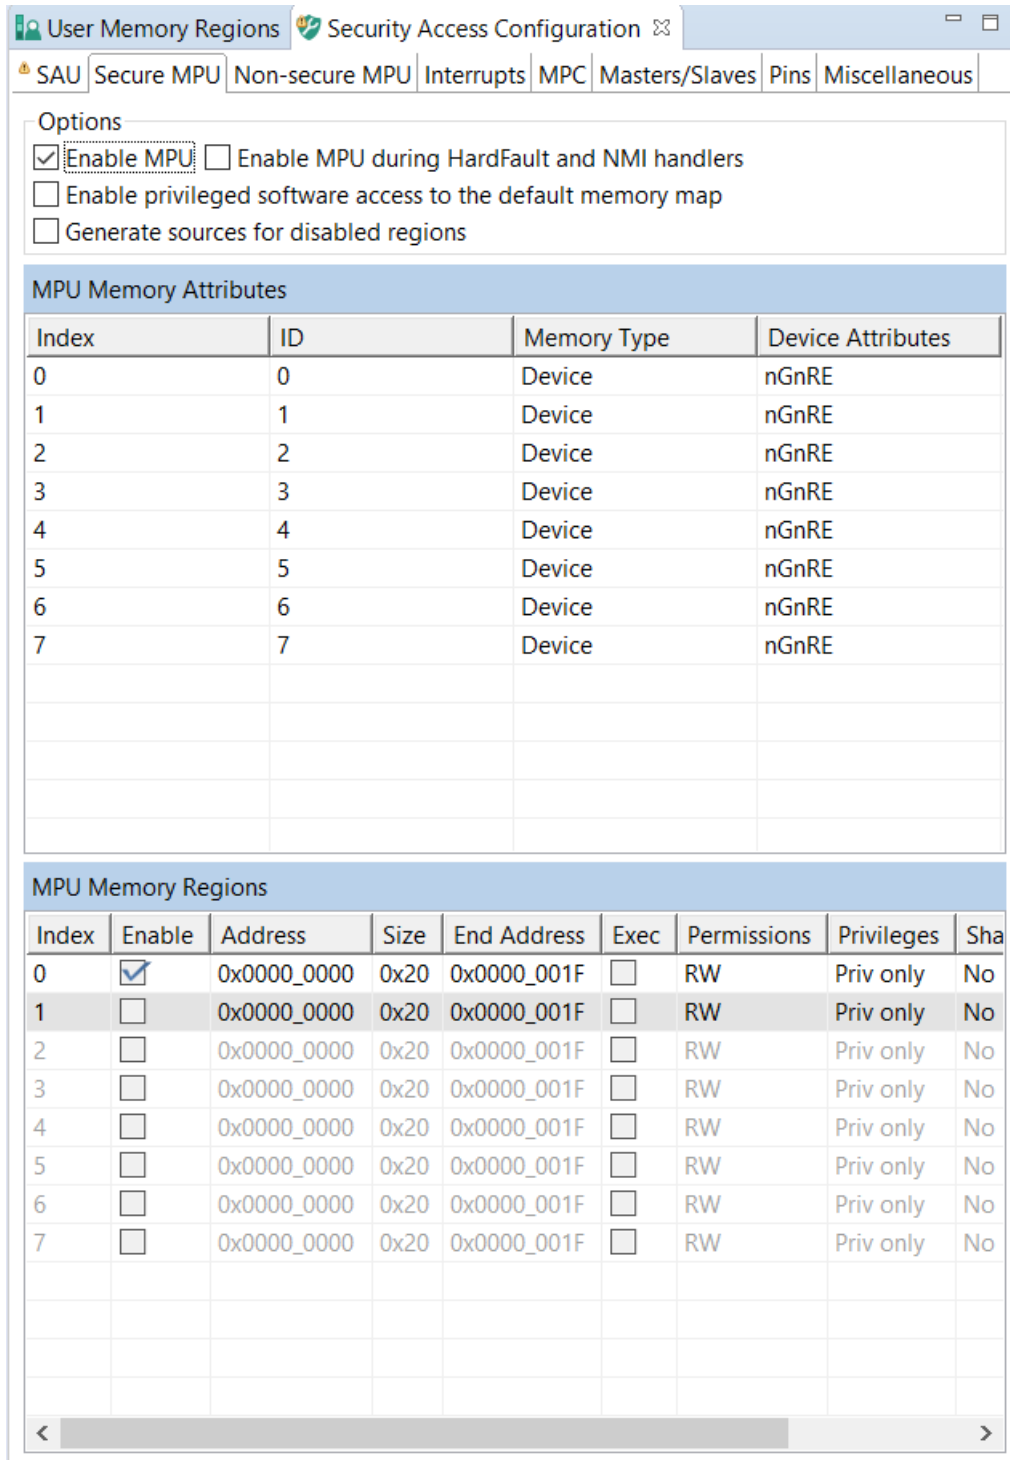 User Memory Regions Security Access Configuration
SAU Secure MPU Non-secure MPU Interrupts MPC Masters/Slaves Pins Miscellaneous
Options
Enable MPU Enable MPU during HardFault and NMI handlers
Enable privileged software access to the default memory map
Generate sources for disabled regions
MPU Memory Attributes
Index ID Memory Type Device Attributes
0 0 Device nGnRE
1 1 Device nGnRE
2 2 Device nGnRE
3 3 Device nGnRE
4 4 Device nGnRE
5 5 Device nGnRE
6 6 Device nGnRE
7 7 Device nGnRE
MPU Memory Regions
Index Enable Address Size End Address Exec Permissions Privileges Sha
0 0x0000_0000 0x20 0x0000_001F RW Priv only No
1 0x0000_0000 0x20 0x0000_001F RW Priv only No
2 0x0000_0000 0x20 0x0000_001F RW Priv only No
3 0x0000_0000 0x20 0x0000_001F RW Priv only No
4 0x0000_0000 0x20 0x0000_001F RW Priv only No
5 0x0000_0000 0x20 0x0000_001F RW Priv only No
6 0x0000_0000 0x20 0x0000_001F RW Priv only No
7 0x0000_0000 0x20 0x0000_001F RW Priv only No